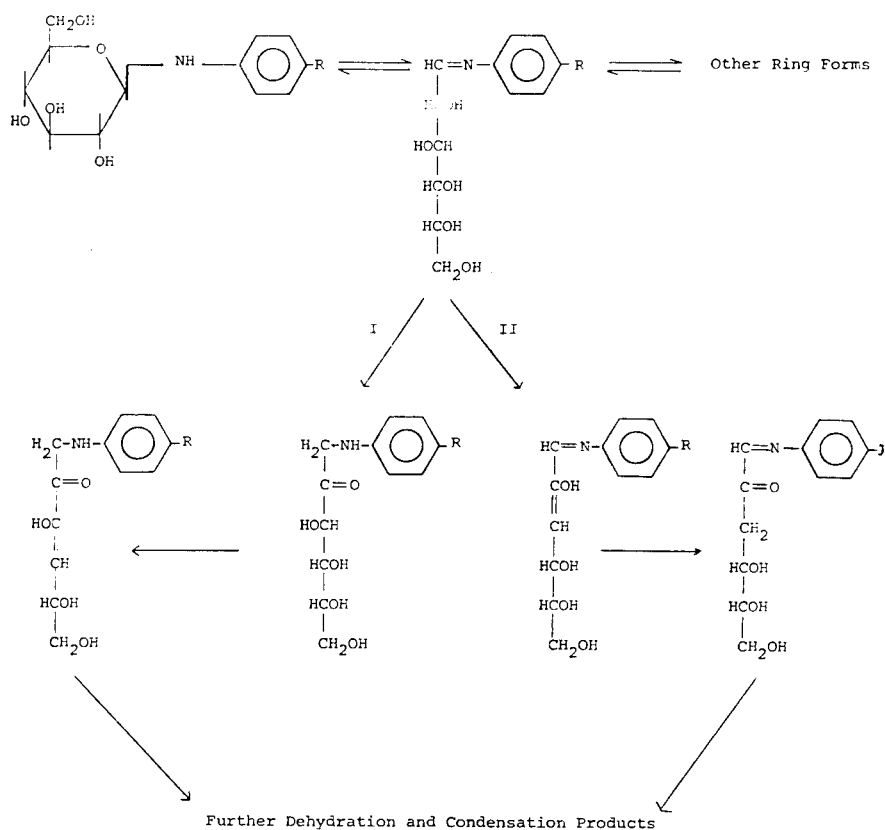 CH2OH
O
NH
R
OH
HO
OH
HC=N
R
Other Ring Forms
HOCH
HCOH
HCOH
CH2OH
I
II
H2C-NH
R
C=O
HOC
CH
HCOH
CH2OH
H2C-NH
R
C=O
HOCH
HCOH
HCOH
CH2OH
HC=N
R
COH
CH
HCOH
HCOH
CH2OH
HC=N
C=O
CH2
HCOH
HCOH
CH2OH
Further Dehydration and Condensation Products